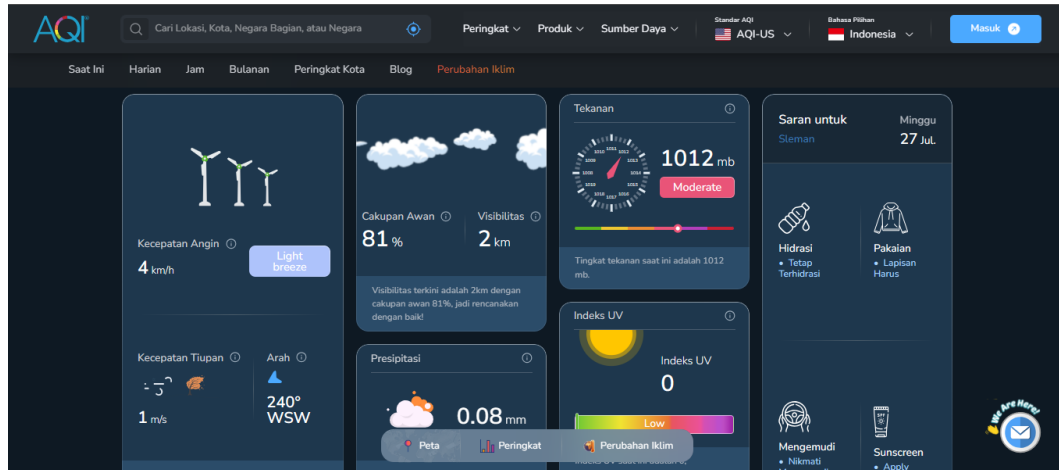 AQI
Cari Lokasi, Kota, Negara Bagian, atau Negara
Peringkat
Produk
Sumber Daya
Standar AQI
AQI-US
Bahasa Pilihan
Indonesia
Masuk
Saat Ini
Harian
Jam
Bulanan
Peringkat Kota
Blog
Perubahan Iklim
Kecepatan Angin
4 km/h
Light
breeze
Kecepatan Tiupan
1 m/s
Arah
240°
WSW
Cakupan Awan
81 %
Visibilitas
2 km
Visibilitas terkini adalah 2km dengan
cakupan awan 81%, jadi rencanakan
dengan baik!
Presipitasi
0.08 mm
Tekanan
1012 mb
Moderate
Tingkat tekanan saat ini adalah 1012
mb.
Indeks UV
Indeks UV
0
Low
Saran untuk
Sleman
Minggu
27 Jul.
Hidrasi
• Tetap
Terhidrasi
Pakaian
• Lapisan
Harus
Mengemudi
• Nikmati
Sunscreen
• Apply
SPF
We Are Here!
Peta
Peringkat
Perubahan Iklim